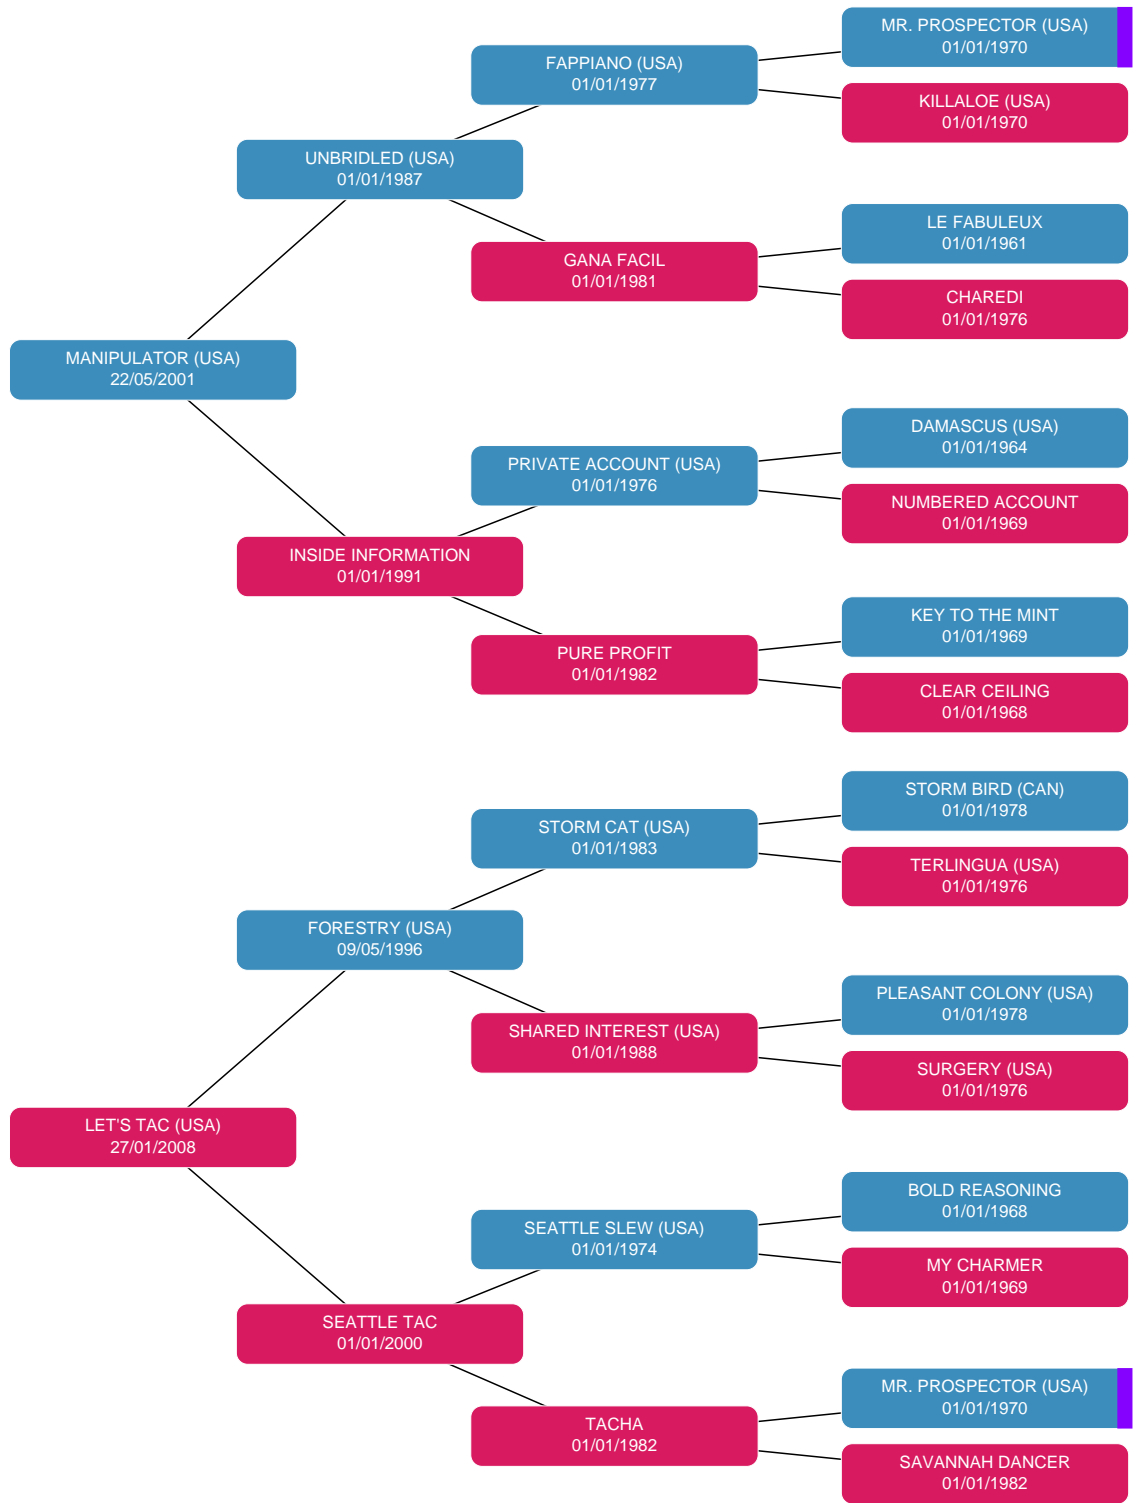 MR. PROSPECTOR (USA)
01/01/1970
FAPPIANO (USA)
01/01/1977
KILLALOE (USA)
01/01/1970
UNBRIDLED (USA)
01/01/1987
LE FABULEUX
01/01/1961
GANA FACIL
01/01/1981
CHAREDI
01/01/1976
MANIPULATOR (USA)
22/05/2001
DAMASCUS (USA)
01/01/1964
PRIVATE ACCOUNT (USA)
01/01/1976
NUMBERED ACCOUNT
01/01/1969
INSIDE INFORMATION
01/01/1991
KEY TO THE MINT
01/01/1969
PURE PROFIT
01/01/1982
CLEAR CEILING
01/01/1968
STORM BIRD (CAN)
01/01/1978
STORM CAT (USA)
01/01/1983
TERLINGUA (USA)
01/01/1976
FORESTRY (USA)
09/05/1996
PLEASANT COLONY (USA)
01/01/1978
SHARED INTEREST (USA)
01/01/1988
SURGERY (USA)
01/01/1976
LET'S TAC (USA)
27/01/2008
BOLD REASONING
01/01/1968
SEATTLE SLEW (USA)
01/01/1974
MY CHARMER
01/01/1969
SEATTLE TAC
01/01/2000
MR. PROSPECTOR (USA)
01/01/1970
TACHA
01/01/1982
SAVANNAH DANCER
01/01/1982